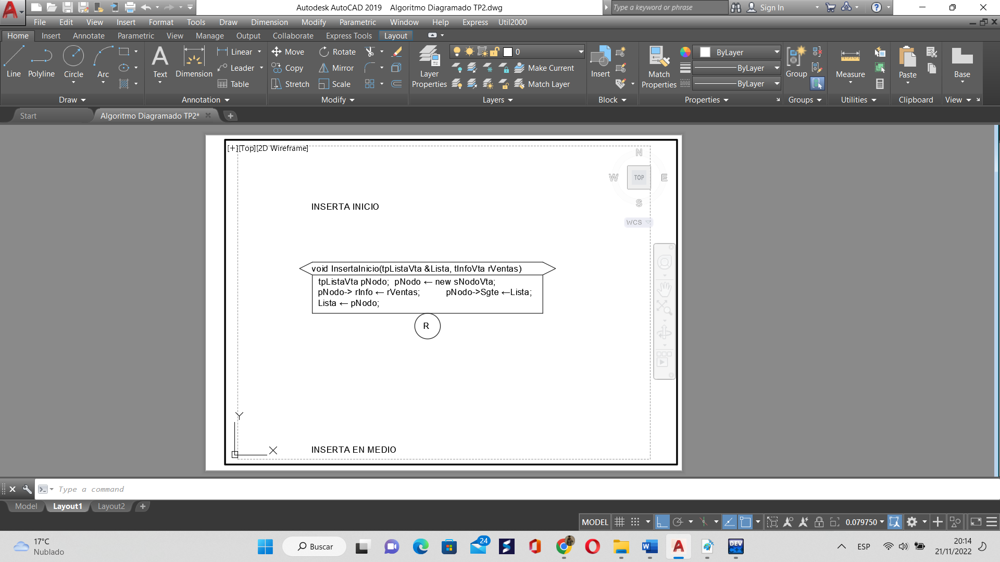 Autodesk AutoCAD 2019 Algoritmo Diagramado TP2.dwg
Type a keyword or phrase
Sign In
File Edit View Insert Format Tools Draw Dimension Modify Parametric Window Help Express Util2000
Home Insert Annotate Parametric View Manage Output Collaborate Express Tools Layout
Line Polyline Circle Arc
Draw
Text Dimension
Linear
Leader
Table
Annotation
Move Rotate
Copy Mirror
Stretch Scale
Modify
Layer
Properties
0
Make Current
Match Layer
Layers
Insert
Block
Match
Properties
ByLayer
ByLayer
ByLayer
Properties
Group
Groups
Measure
Utilities
Paste
Clipboard
Base
View
Start Algoritmo Diagramado TP2*
[+][Top][2D Wireframe]
N
W TOP E
S
WCS
INSERTA INICIO
void InsertaInicio(tpListaVta &Lista, tInfoVta rVentas)
tpListaVta pNodo; pNodo ← new sNodoVta;
pNodo-> rInfo ← rVentas; pNodo->Sgte ←Lista;
Lista ← pNodo;
R
Y
X
INSERTA EN MEDIO
Type a command
Model Layout1 Layout2
MODEL 0.079750
17°C
Nublado
Buscar
24
DEV
C++
ESP
20:14
21/11/2022